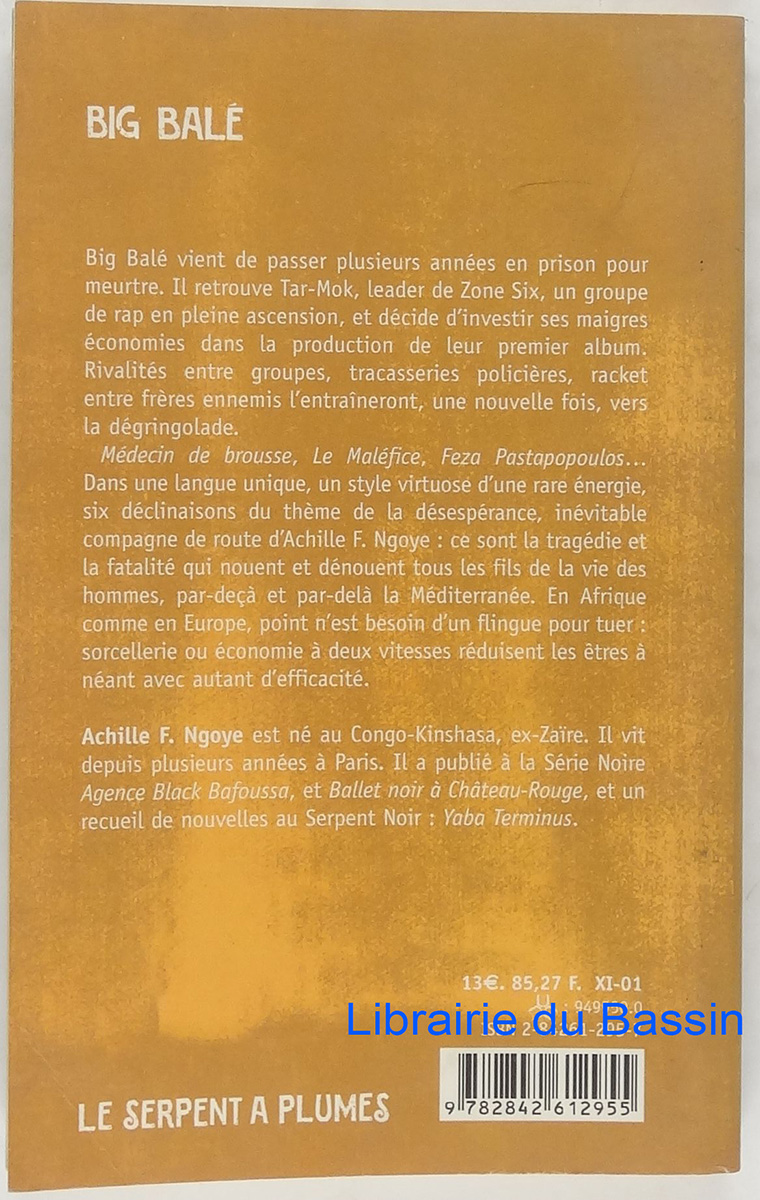 BIG BALÉ
Big Balé vient de passer plusieurs années en prison pour
meurtre. Il retrouve Tar-Mok, leader de Zone Six, un groupe
de rap en pleine ascension, et décide d'investir ses maigres
économies dans la production de leur premier album.
Rivalités entre groupes, tracasseries policières, racket
entre frères ennemis l'entraîneront, une nouvelle fois, vers
la dégringolade.
Médecin de brousse, Le Maléfice, Feza Pastapopoulos...
Dans une langue unique, un style virtuose d'une rare énergie,
six déclinaisons du thème de la désespérance, inévitable
compagne de route d'Achille F. Ngoye : ce sont la tragédie et
la fatalité qui nouent et dénouent tous les fils de la vie des
hommes, par-deçà et par-delà la Méditerranée. En Afrique
comme en Europe, point n'est besoin d'un flingue pour tuer :
sorcellerie ou économie à deux vitesses réduisent les êtres à
néant avec autant d'efficacité.
Achille F. Ngoye est né au Congo-Kinshasa, ex-Zaïre. Il vit
depuis plusieurs années à Paris. Il a publié à la Série Noire
Agence Black Bafoussa, et Ballet noir à Château-Rouge, et un
recueil de nouvelles au Serpent Noir : Yaba Terminus.
13€. 85,27 F. XI-01
Librairie du Bassin
ISBN
9 782842 612955
LE SERPENT A PLUMES